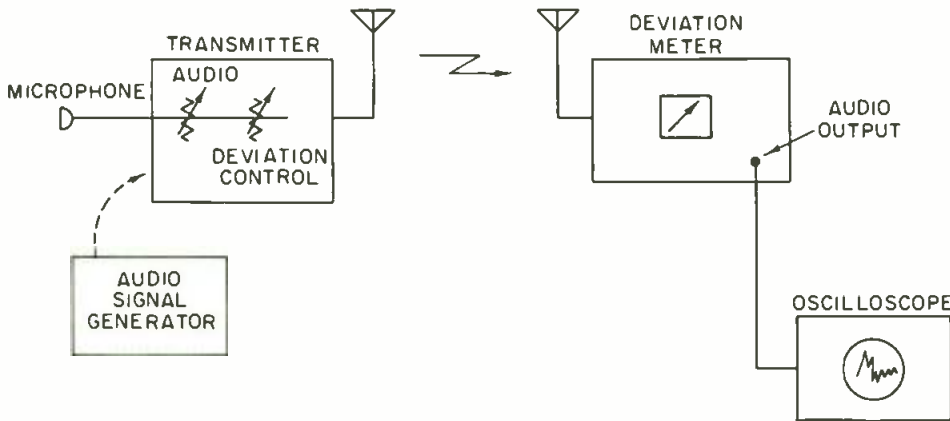 TRANSMITTER
AUDIO
MICROPHONE
DEVIATION
CONTROL
AUDIO
SIGNAL
GENERATOR
DEVIATION
METER
AUDIO
OUTPUT
OSCILLOSCOPE